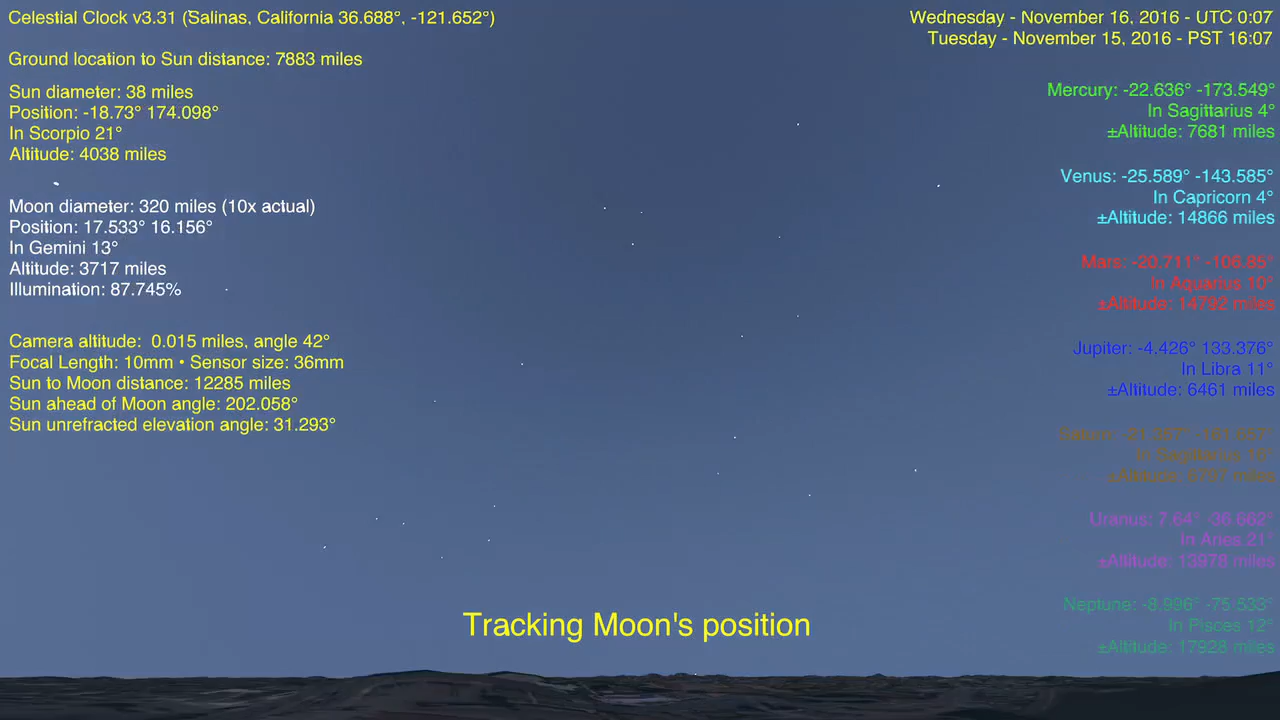 Celestial Clock v3.31 (Salinas, California 36.688°, -121.652°)
Ground location to Sun distance: 7883 miles
Sun diameter: 38 miles
Position: -18.73° 174.098°
In Scorpio 21°
Altitude: 4038 miles
Moon diameter: 320 miles (10x actual)
Position: 17.533° 16.156°
In Gemini 13°
Altitude: 3717 miles
Illumination: 87.745%
Camera altitude: 0.015 miles, angle 42°
Focal Length: 10mm • Sensor size: 36mm
Sun to Moon distance: 12285 miles
Sun ahead of Moon angle: 202.058°
Sun unrefracted elevation angle: 31.293°
Wednesday - November 16, 2016 - UTC 0:07
Tuesday - November 15, 2016 - PST 16:07
Mercury: -22.636° -173.549°
In Sagittarius 4°
±Altitude: 7681 miles
Venus: -25.589° -143.585°
In Capricorn 4°
±Altitude: 14866 miles
Mars: -20.711° -106.85°
In Aquarius 10°
±Altitude: 14792 miles
Jupiter: -4.426° 133.376°
In Libra 11°
±Altitude: 6461 miles
Saturn:
In Sagittarius
±Altitude: miles
Uranus: 7.64° -36.662°
In Aries 21°
±Altitude: 13978 miles
Neptune: -8.996° -75.533°
In Pisces 12°
±Altitude: 17928 miles
Tracking Moon's position